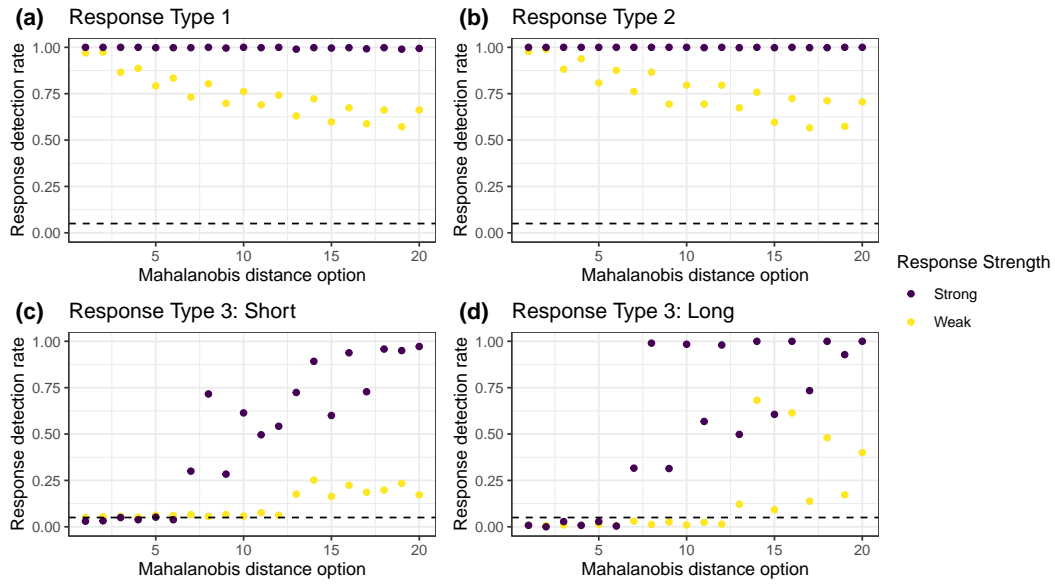 (a) Response Type 1
(b) Response Type 2
Response detection rate
1.00
0.75
0.50
0.25
0.00
5 10 15 20
Mahalanobis distance option
Response detection rate
1.00
0.75
0.50
0.25
0.00
5 10 15 20
Mahalanobis distance option
(c) Response Type 3: Short
(d) Response Type 3: Long
Response detection rate
1.00
0.75
0.50
0.25
0.00
5 10 15 20
Mahalanobis distance option
Response detection rate
1.00
0.75
0.50
0.25
0.00
5 10 15 20
Mahalanobis distance option
Response Strength
Strong
Weak